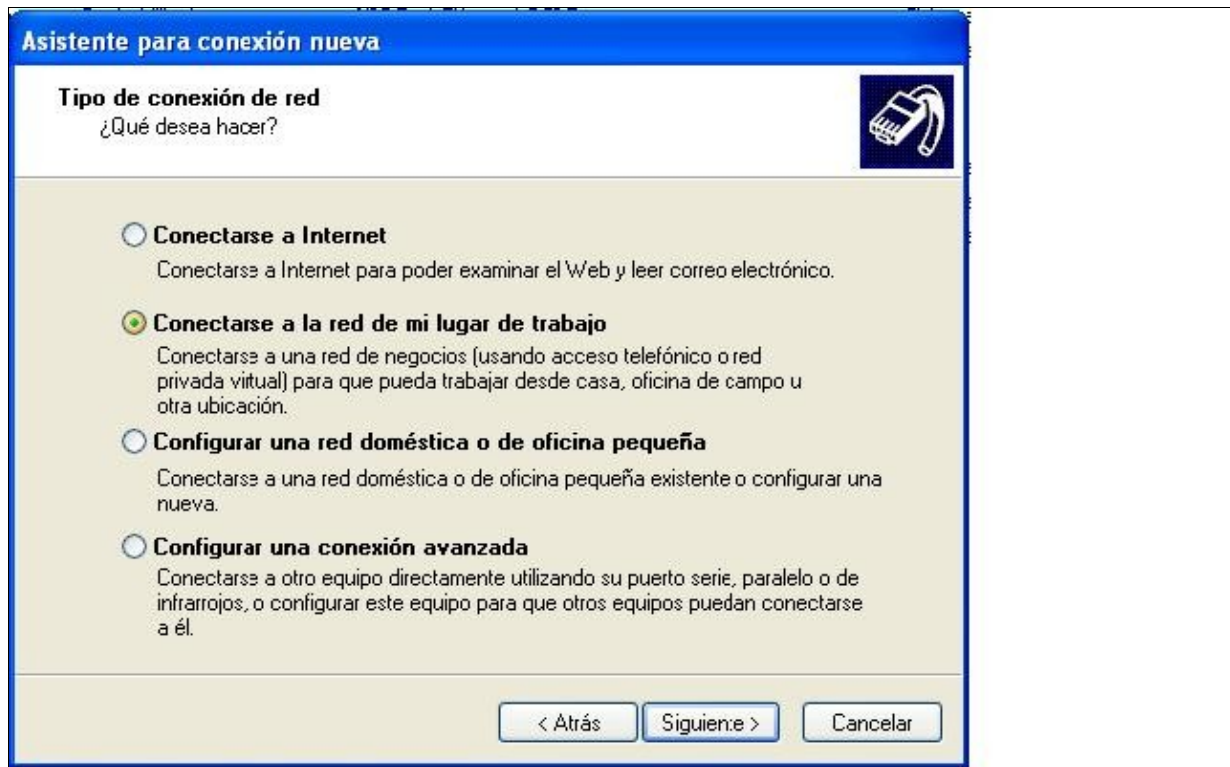 Asistente para conexión nueva
Tipo de conexión de red
¿Qué desea hacer?
Conectarse a Internet
Conectarse a Internet para poder examinar el Web y leer correo electrónico.
Conectarse a la red de mi lugar de trabajo
Conectarse a una red de negocios (usando acceso telefónico o red
privada virtual) para que pueda trabajar desde casa, oficina de campo u
otra ubicación.
Configurar una red doméstica o de oficina pequeña
Conectarse a una red doméstica o de oficina pequeña existente o configurar una
nueva.
Configurar una conexión avanzada
Conectarse a otro equipo directamente utilizando su puerto serie, paralelo o de
infrarrojos, o configurar este equipo para que otros equipos puedan conectarse
a él.
< Atrás
Siguiente >
Cancelar